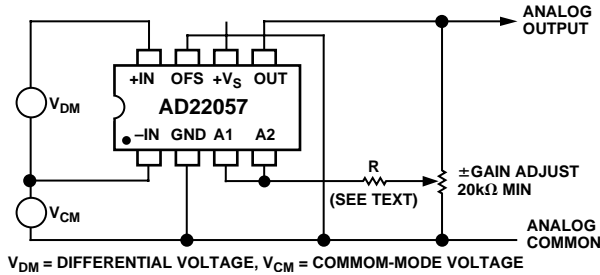 ANALOG
OUTPUT
+IN OFS +VS OUT
AD22057
–IN GND A1 A2
VDM
VCM
R
(SEE TEXT)
±GAIN ADJUST
20kΩ MIN
ANALOG
COMMON
VDM = DIFFERENTIAL VOLTAGE, VCM = COMMOM-MODE VOLTAGE